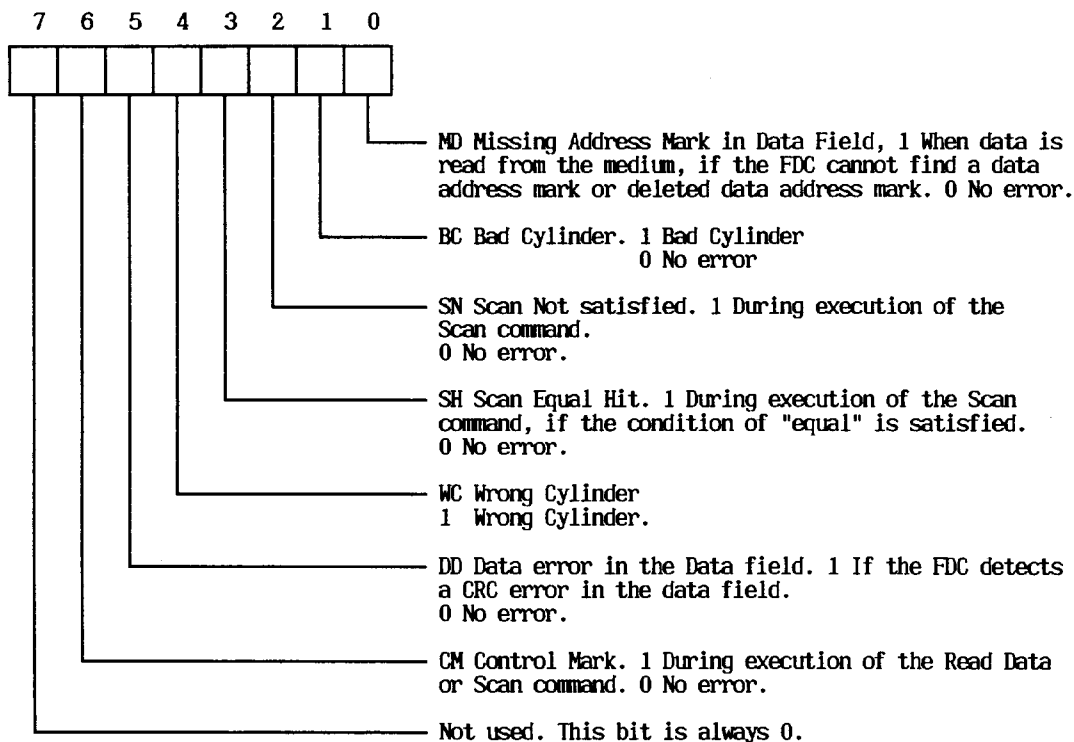 7 6 5 4 3 2 1 0
MD Missing Address Mark in Data Field, 1 When data is
read from the medium, if the FDC cannot find a data
address mark or deleted data address mark. 0 No error.
BC Bad Cylinder. 1 Bad Cylinder
0 No error
SN Scan Not satisfied. 1 During execution of the
Scan command.
0 No error.
SH Scan Equal Hit. 1 During execution of the Scan
command, if the condition of "equal" is satisfied.
0 No error.
WC Wrong Cylinder
1 Wrong Cylinder.
DD Data error in the Data field. 1 If the FDC detects
a CRC error in the data field.
0 No error.
CM Control Mark. 1 During execution of the Read Data
or Scan command. 0 No error.
Not used. This bit is always 0.